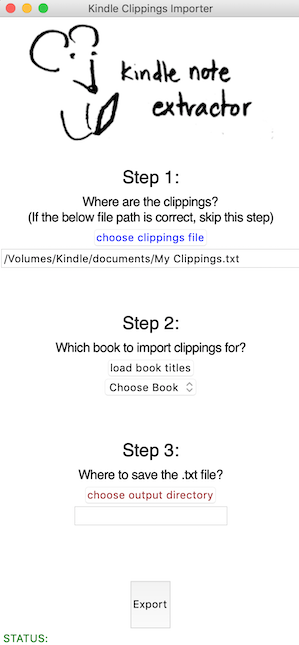 Kindle Clippings Importer
kindle note
extractor
Step 1:
Where are the clippings?
(If the below file path is correct, skip this step)
choose clippings file
/Volumes/Kindle/documents/My Clippings.txt
Step 2:
Which book to import clippings for?
load book titles
Choose Book
Step 3:
Where to save the .txt file?
choose output directory
Export
STATUS: